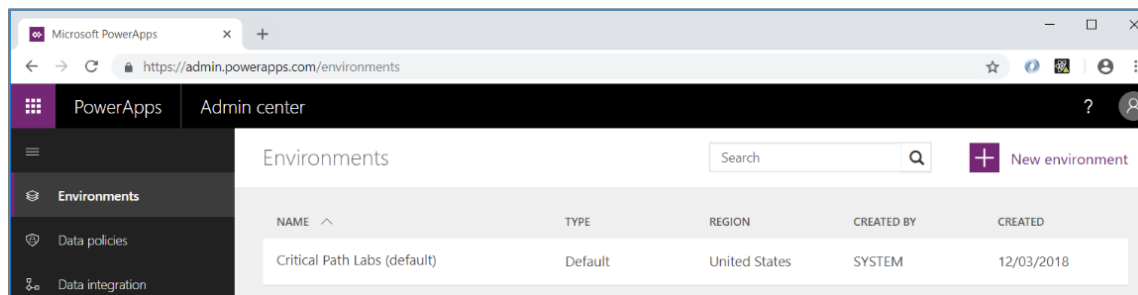 Microsoft PowerApps
https://admin.powerapps.com/environments
PowerApps Admin center ?
Environments Search New environment
Environments
NAME TYPE REGION CREATED BY CREATED
Data policies
Critical Path Labs (default) Default United States SYSTEM 12/03/2018
Data integration